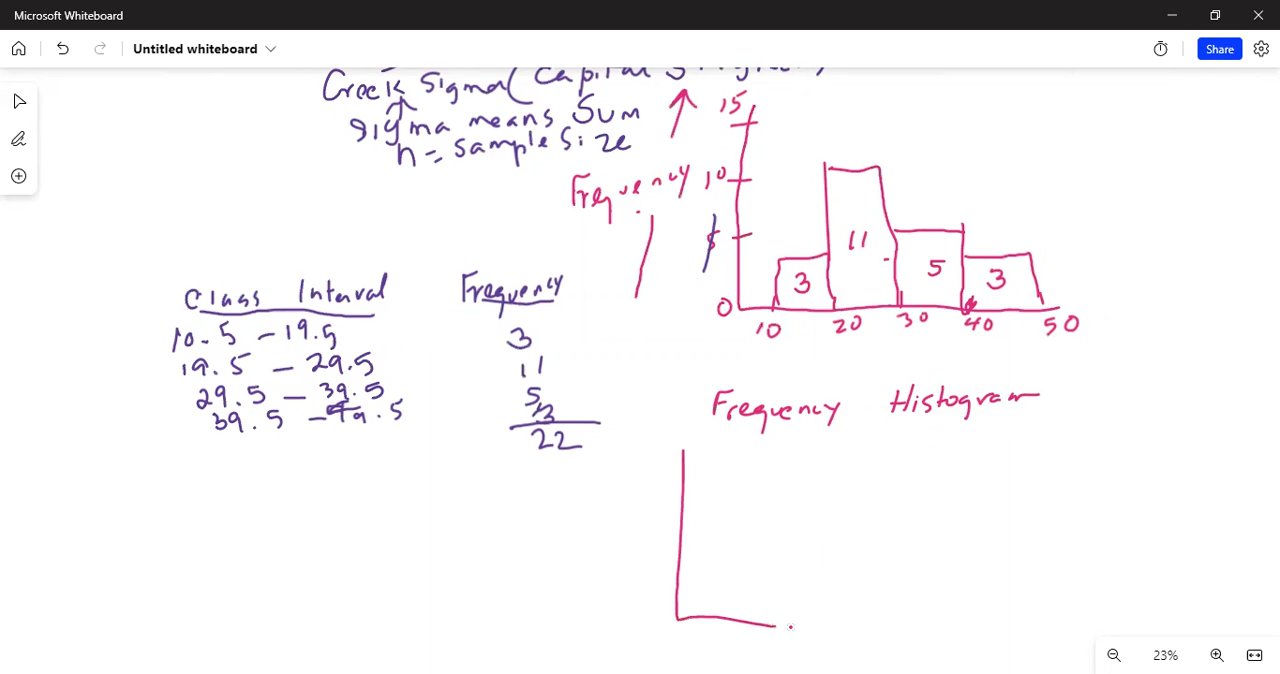 Microsoft Whiteboard
Untitled whiteboard
Share
Greek Sigma (Capital
sigma means Sum
n = sample size
15
Frequency 10
5
0
3
11
5
3
10 20 30 40 50
Class Interval Frequency
10.5 - 19.5 3
19.5 - 29.5 11
29.5 - 39.5 5
39.5 - 49.5 3
22
Frequency Histogram
23%